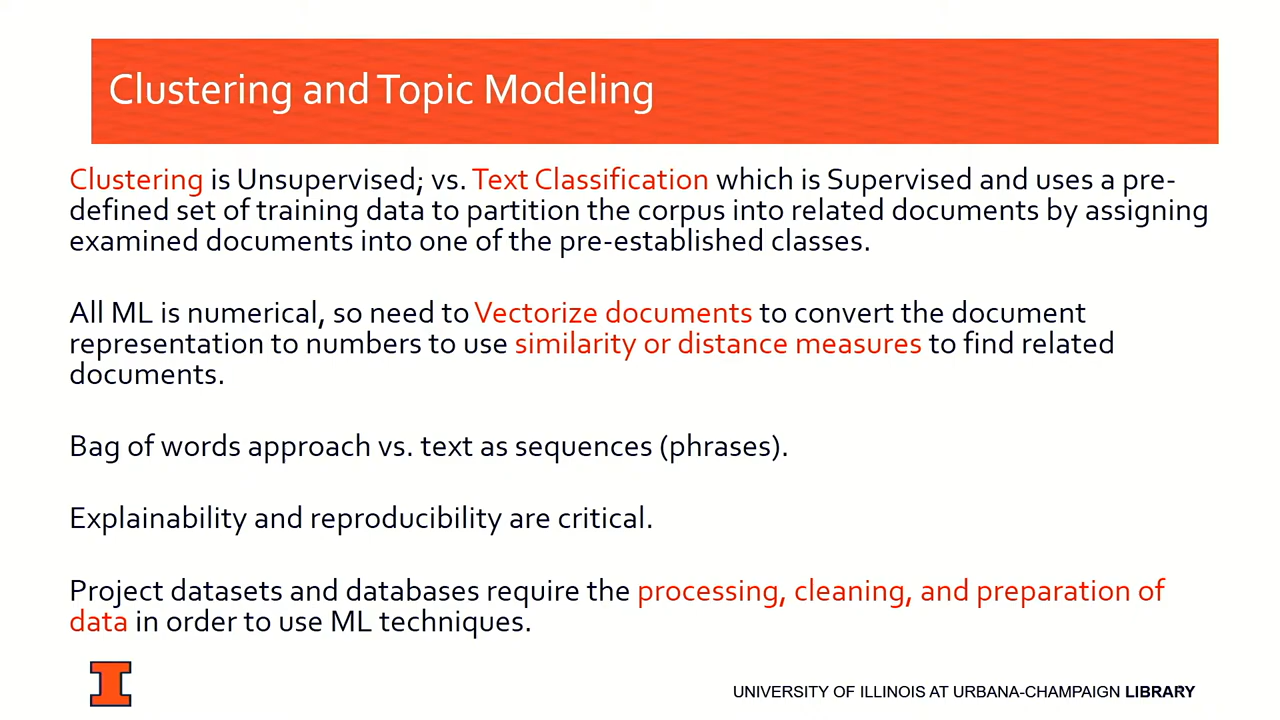 Clustering and Topic Modeling
Clustering is Unsupervised; vs. Text Classification which is Supervised and uses a pre-
defined set of training data to partition the corpus into related documents by assigning
examined documents into one of the pre-established classes.
All ML is numerical, so need to Vectorize documents to convert the document
representation to numbers to use similarity or distance measures to find related
documents.
Bag of words approach vs. text as sequences (phrases).
Explainability and reproducibility are critical.
Project datasets and databases require the processing, cleaning, and preparation of
data in order to use ML techniques.
I
UNIVERSITY OF ILLINOIS AT URBANA-CHAMPAIGN LIBRARY